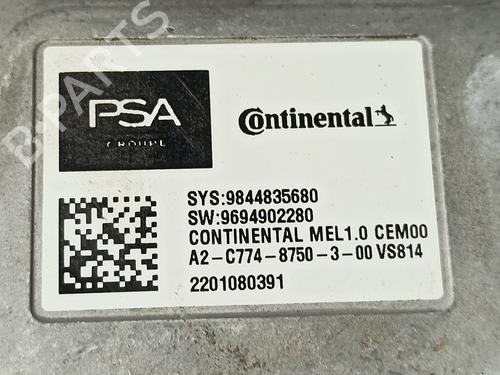 B-PARTS
PSA
GROUPE
Continental
SYS:9844835680
SW:9694902280
CONTINENTAL MEL1.0 CEM00
A2-C774-8750-3-00 VS814
2201080391